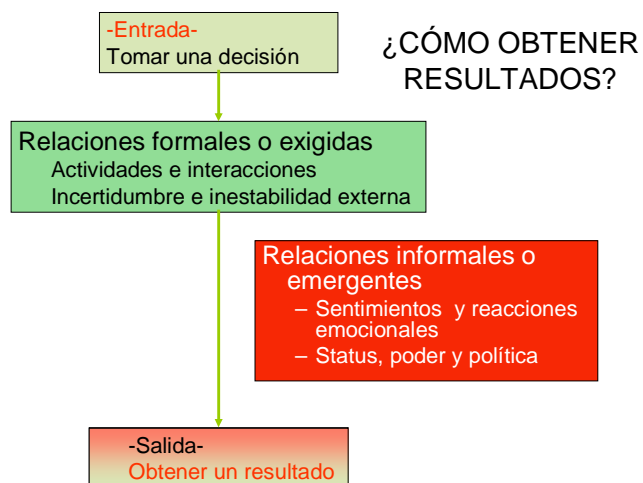 -Entrada-
Tomar una decisión
¿CÓMO OBTENER
RESULTADOS?
Relaciones formales o exigidas
Actividades e interacciones
Incertidumbre e inestabilidad externa
Relaciones informales o
emergentes
– Sentimientos y reacciones
emocionales
– Status, poder y política
-Salida-
Obtener un resultado